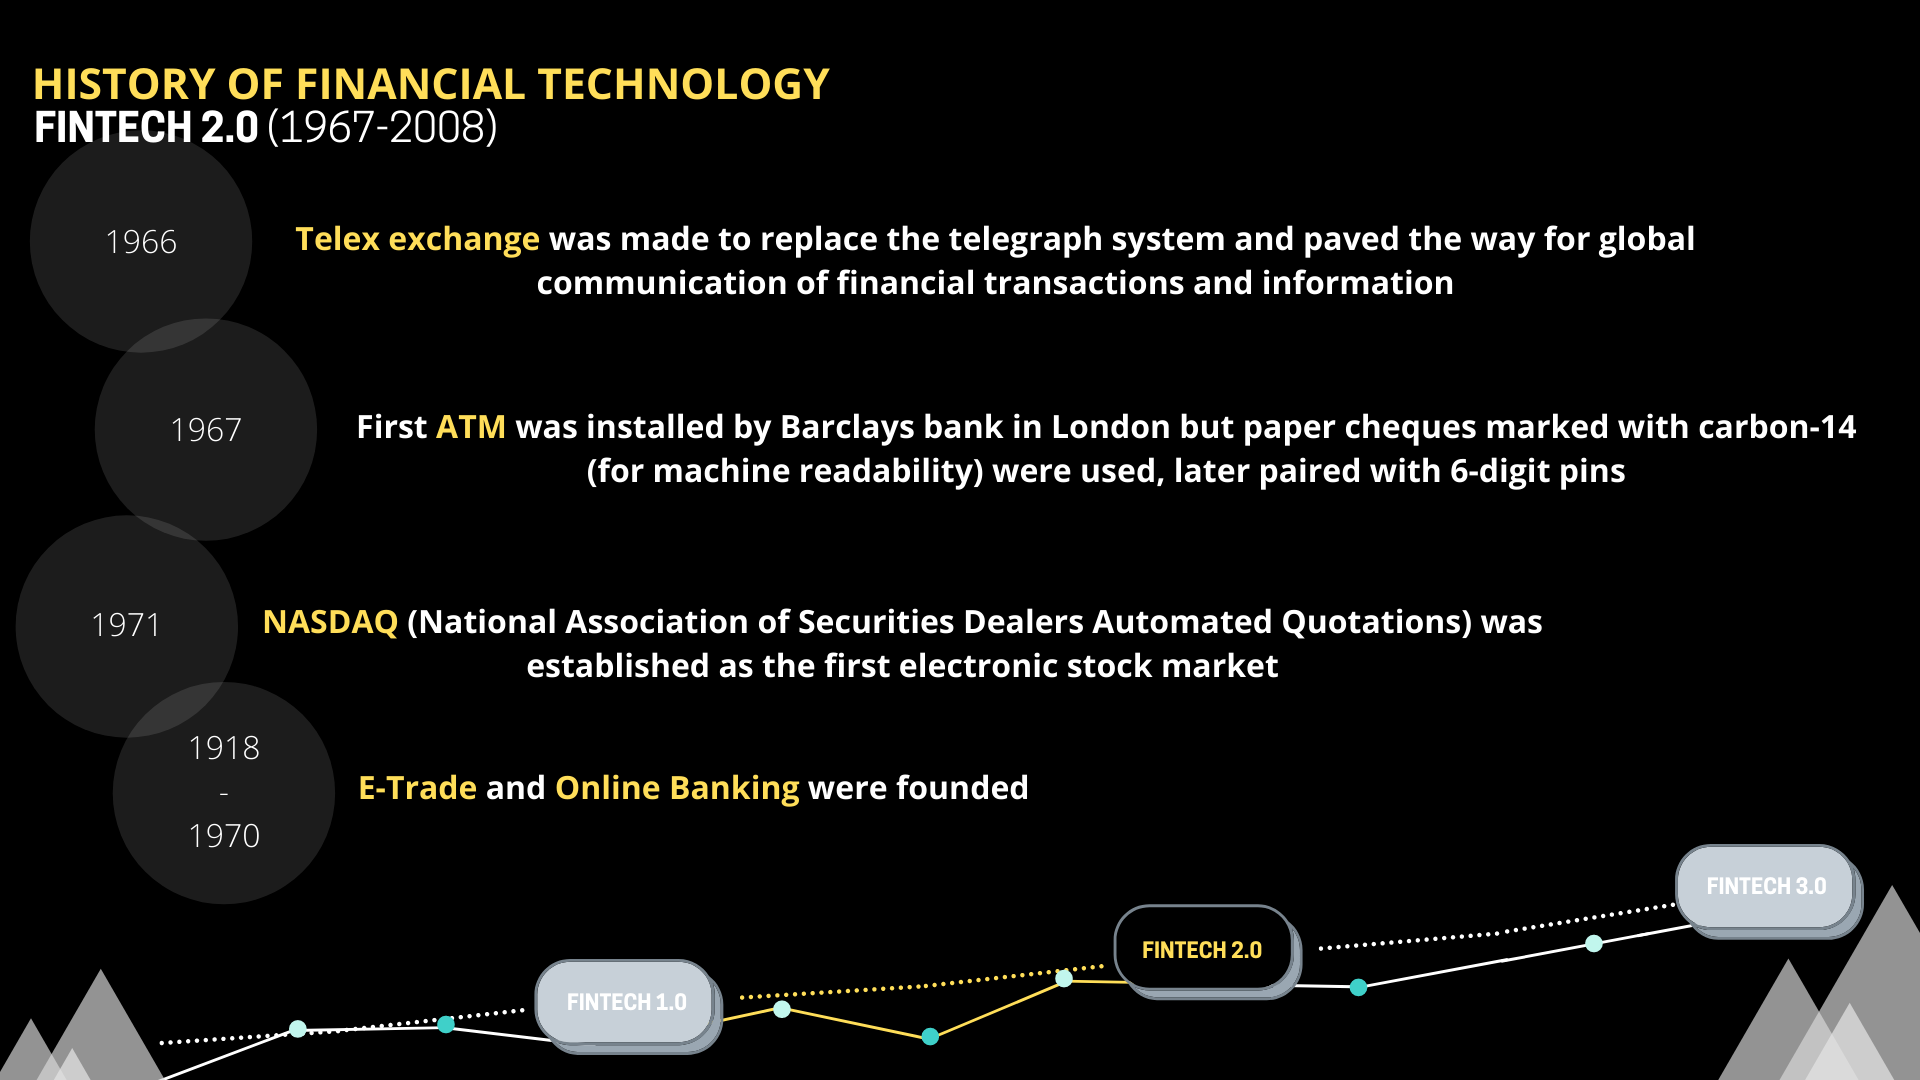 HISTORY OF FINANCIAL TECHNOLOGY
FINTECH 2.0 (1967-2008)
1966
Telex exchange was made to replace the telegraph system and paved the way for global
communication of financial transactions and information
1967
First ATM was installed by Barclays bank in London but paper cheques marked with carbon-14
(for machine readability) were used, later paired with 6-digit pins
1971
NASDAQ (National Association of Securities Dealers Automated Quotations) was
established as the first electronic stock market
1918
-
1970
E-Trade and Online Banking were founded
FINTECH 1.0
FINTECH 2.0
FINTECH 3.0